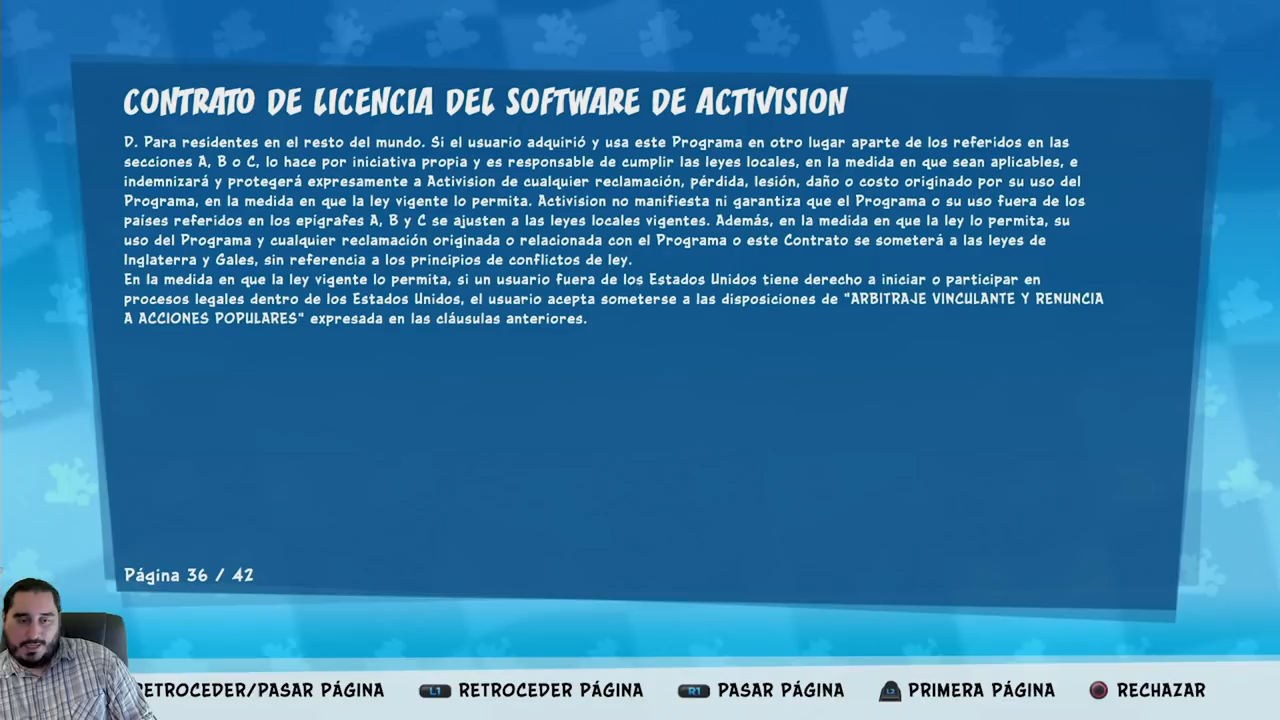 CONTRATO DE LICENCIA DEL SOFTWARE DE ACTIVISION
D. Para residentes en el resto del mundo. Si el usuario adquirió y usa este Programa en otro lugar aparte de los referidos en las
secciones A, B o C, lo hace por iniciativa propia y es responsable de cumplir las leyes locales, en la medida en que sean aplicables, e
indemnizará y protegerá expresamente a Activision de cualquier reclamación, pérdida, lesión, daño o costo originado por su uso del
Programa, en la medida en que la ley vigente lo permita. Activision no manifiesta ni garantiza que el Programa o su uso fuera de los
países referidos en los epígrafes A, B y C se ajusten a las leyes locales vigentes. Además, en la medida en que la ley lo permita, su
uso del Programa y cualquier reclamación originada o relacionada con el Programa o este Contrato se someterá a las leyes de
Inglaterra y Gales, sin referencia a los principios de conflictos de ley.
En la medida en que la ley vigente lo permita, si un usuario fuera de los Estados Unidos tiene derecho a iniciar o participar en
procesos legales dentro de los Estados Unidos, el usuario acepta someterse a las disposiciones de "ARBITRAJE VINCULANTE Y RENUNCIA
A ACCIONES POPULARES" expresada en las cláusulas anteriores.
Página 36 / 42
ETROCEDER/PASAR PÁGINA L1 RETROCEDER PÁGINA R1 PASAR PÁGINA L2 PRIMERA PÁGINA RECHAZAR